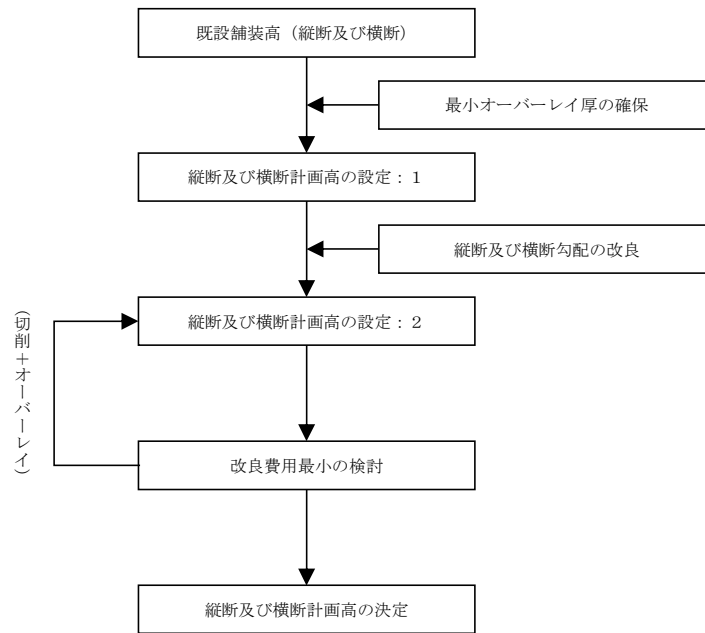 既設舗装高（縦断及び横断）
最小オーバーレイ厚の確保
縦断及び横断計画高の設定：１
縦断及び横断勾配の改良
縦断及び横断計画高の設定：２
（切削＋オーバーレイ）
改良費用最小の検討
縦断及び横断計画高の決定